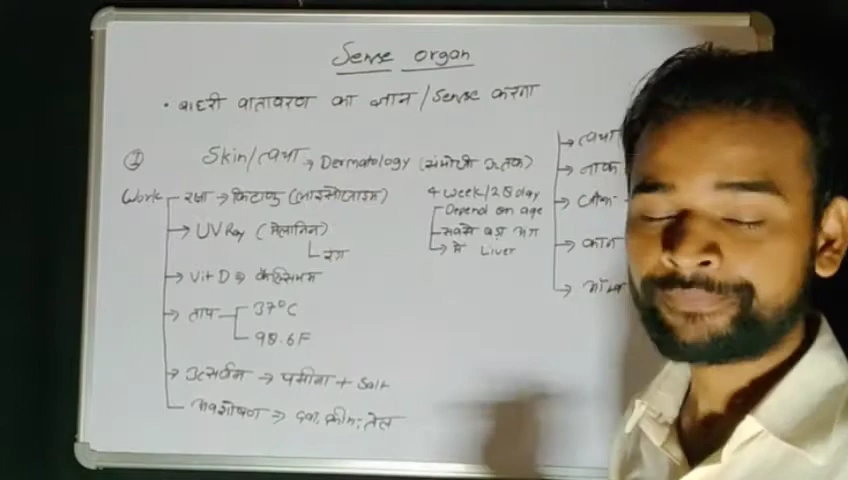 Sense organ
• बाहरी वातावरण का ज्ञान / Sense करना
① Skin/त्वचा → Dermatology (संयोजी ऊतक)
Work
रक्षा → किटाणु (लाइसोजाइम)
→ UV Ray (मेलानिन)
रंग
→ Vit D → कैल्सियम
→ ताप
37°C
98.6F
→ उत्सर्जन → पसीना + Salt
अवशोषण → दवा, क्रीम, तेल
4 week/28 day
Depend on age
सबसे बड़ा अंग
→ में Liver
→ त्वचा
→ नाक
→
→ कान
→